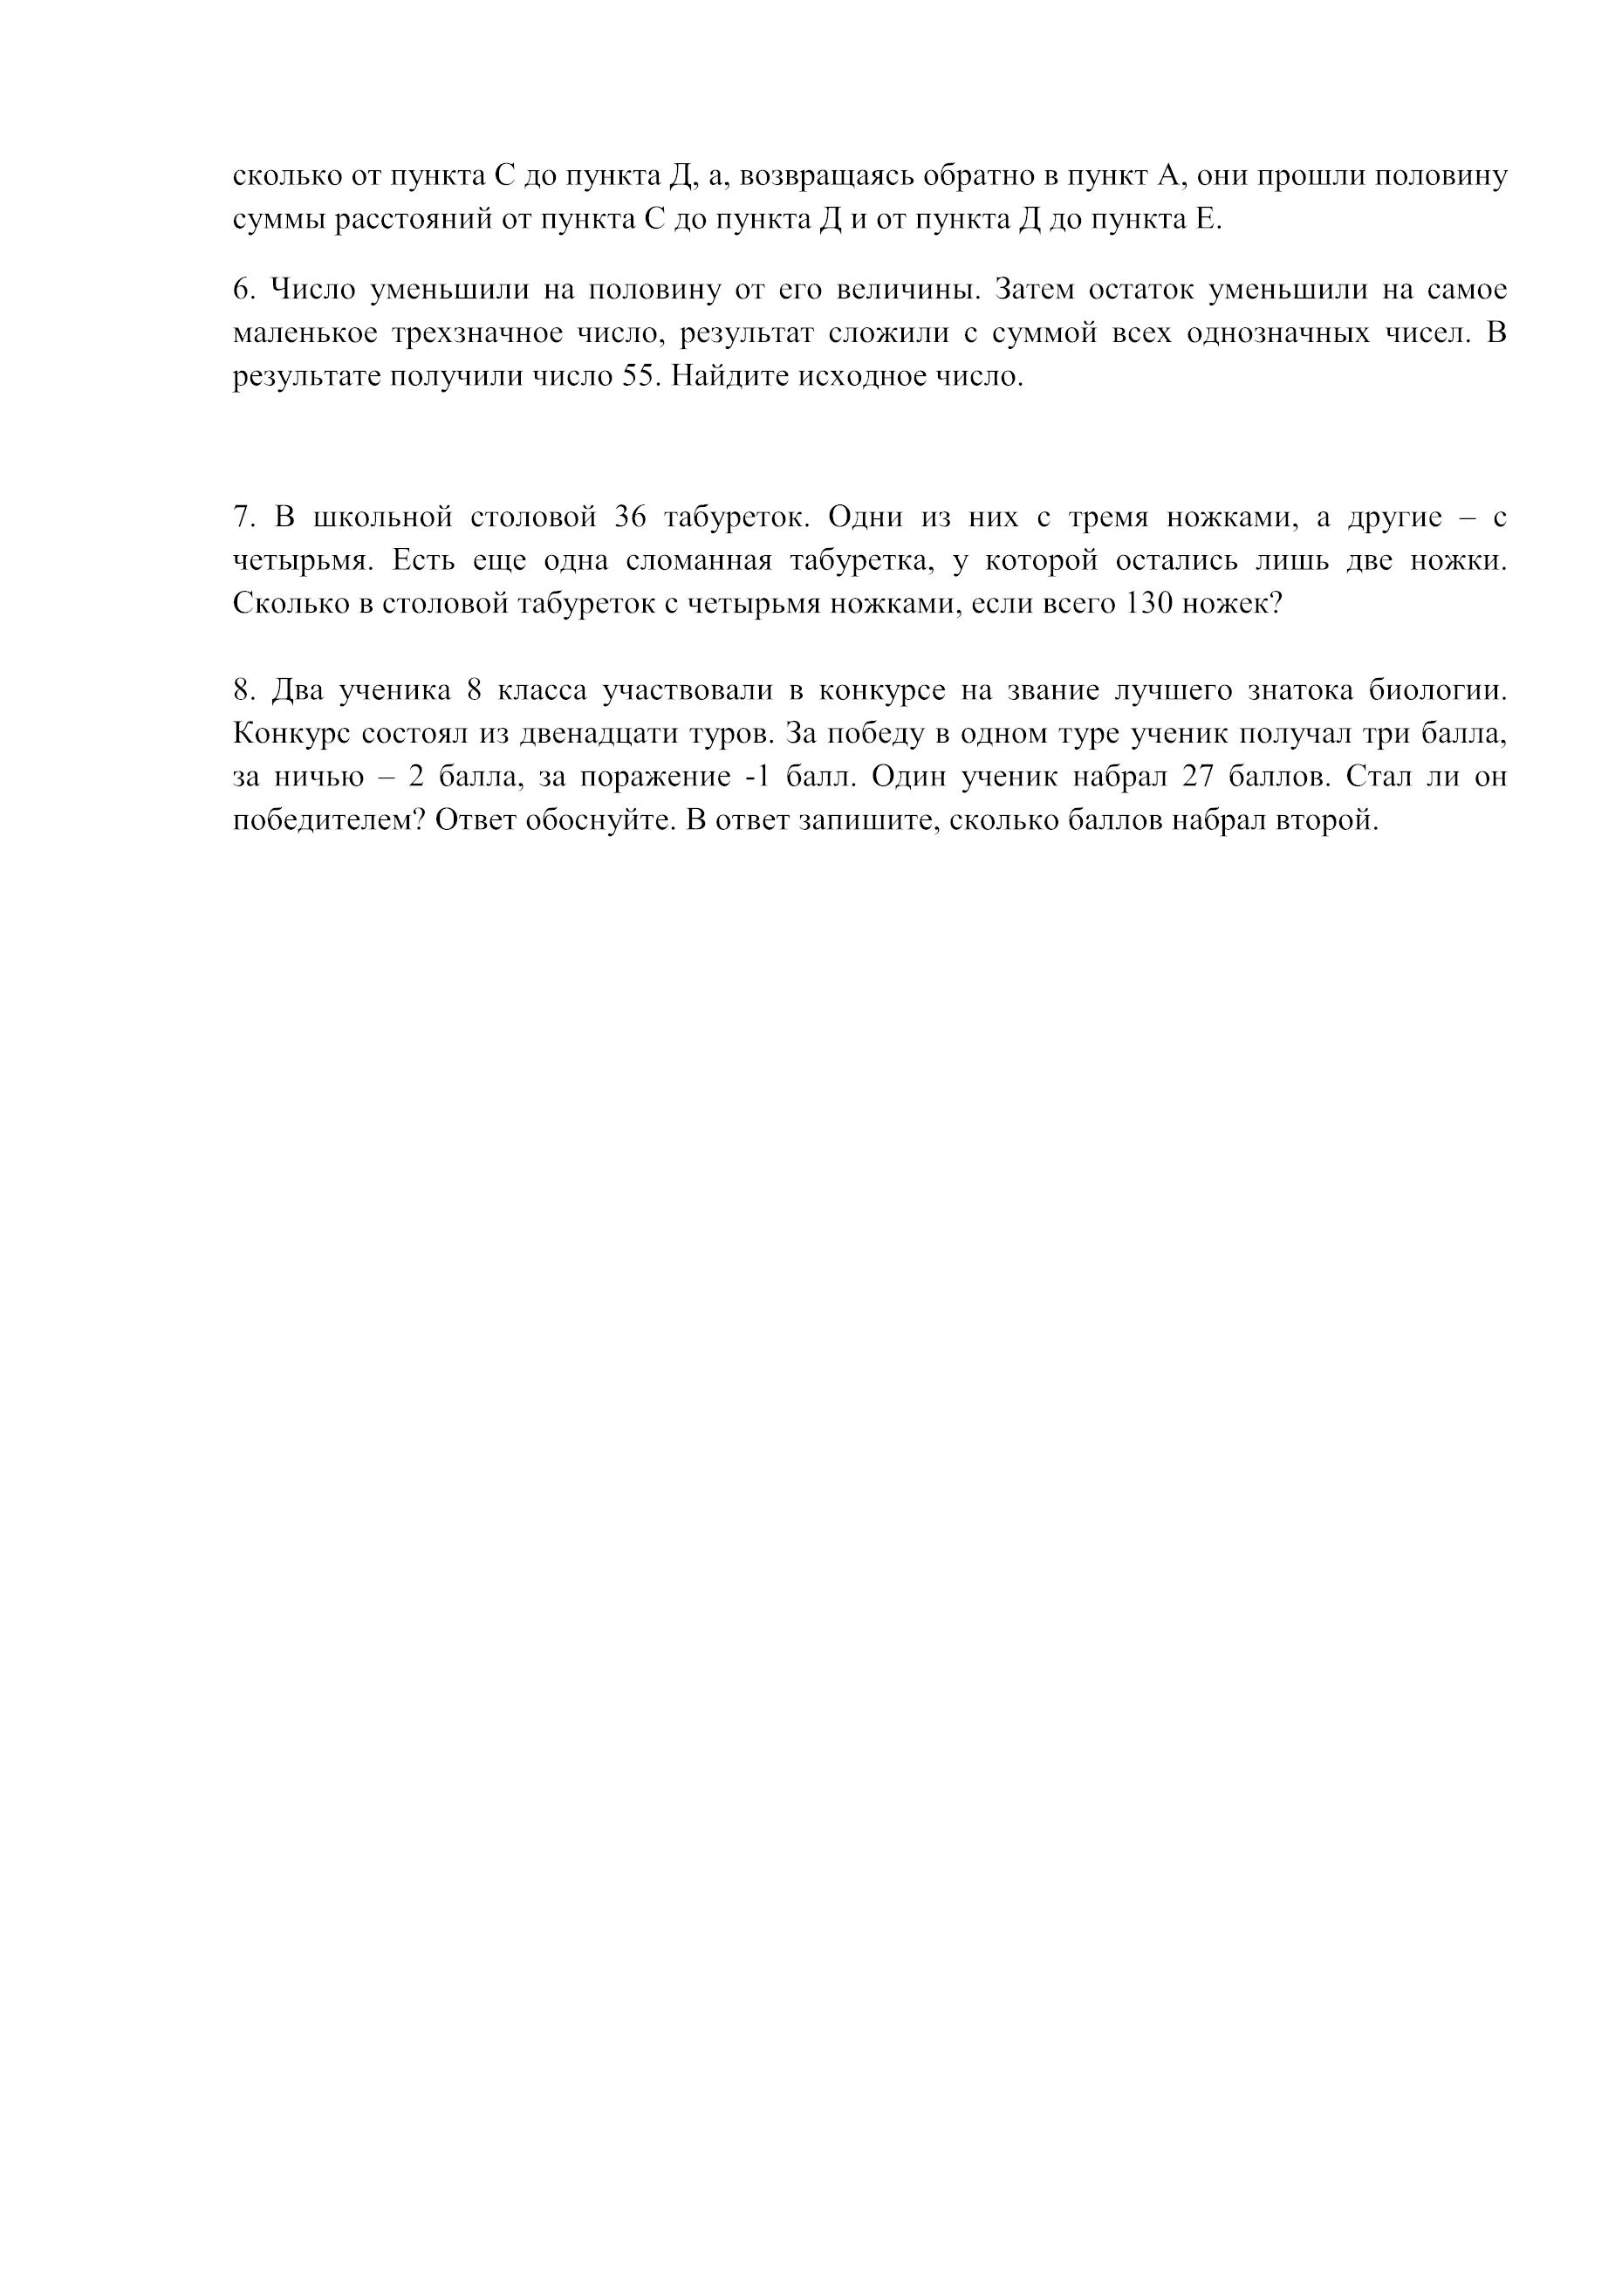 сколько от пункта С до пункта Д, а, возвращаясь обратно в пункт А, они прошли половину
суммы расстояний от пункта С до пункта Д и от пункта Д до пункта Е.
6. Число уменьшили на половину от его величины. Затем остаток уменьшили на самое
маленькое трехзначное число, результат сложили с суммой всех однозначных чисел. В
результате получили число 55. Найдите исходное число.
7. В школьной столовой 36 табуреток. Одни из них с тремя ножками, а другие – с
четырьмя. Есть еще одна сломанная табуретка, у которой остались лишь две ножки.
Сколько в столовой табуреток с четырьмя ножками, если всего 130 ножек?
8. Два ученика 8 класса участвовали в конкурсе на звание лучшего знатока биологии.
Конкурс состоял из двенадцати туров. За победу в одном туре ученик получал три балла,
за ничью – 2 балла, за поражение -1 балл. Один ученик набрал 27 баллов. Стал ли он
победителем? Ответ обоснуйте. В ответ запишите, сколько баллов набрал второй.